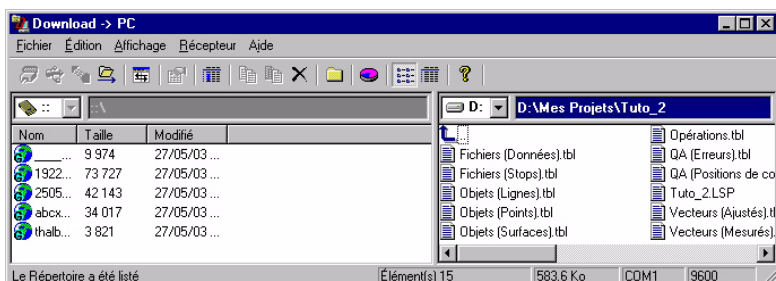 Download -> PC
Fichier Édition Affichage Récepteur Aide
:: ::\ D: D:\Mes Projets\Tuto_2
Nom Taille Modifié
____... 9 974 27/05/03 ...
1922... 73 727 27/05/03 ...
2505... 42 143 27/05/03 ...
abcx... 34 017 27/05/03 ...
thalb... 3 821 27/05/03 ...
..
Fichiers (Données).tbl
Fichiers (Stops).tbl
Objets (Lignes).tbl
Objets (Points).tbl
Objets (Surfaces).tbl
Opérations.tbl
QA (Erreurs).tbl
QA (Positions de co
Tuto_2.LSP
Vecteurs (Ajustés).tl
Vecteurs (Mesurés).
Le Répertoire a été listé Élément(s) 15 583.6 Ko COM1 9600